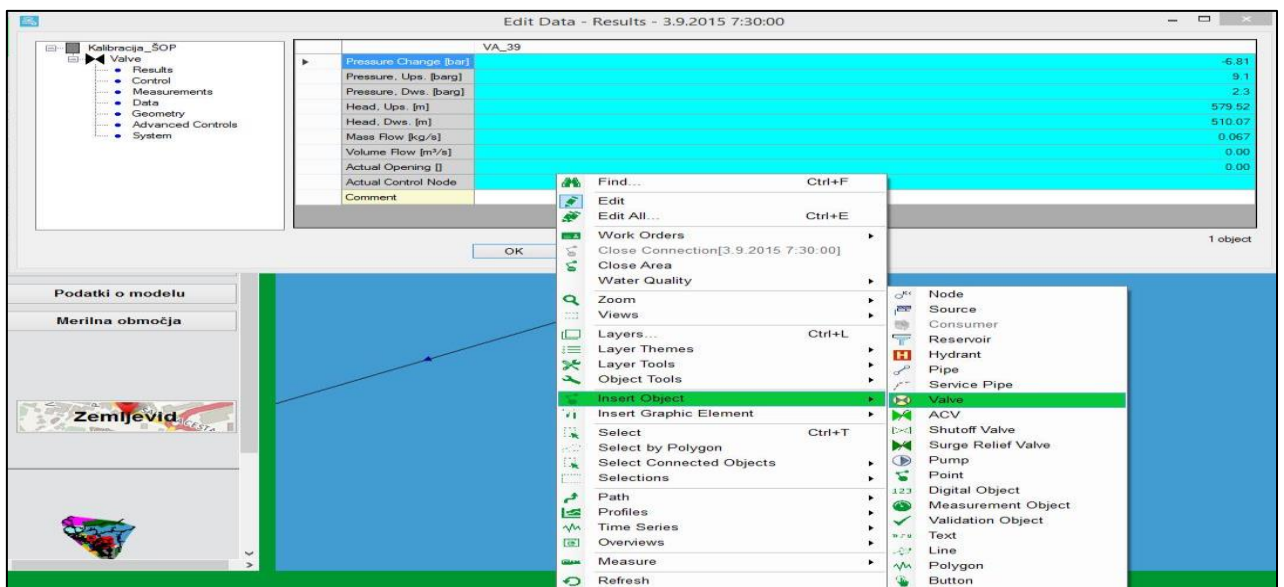 Edit Data - Results - 3.9.2015 7:30:00
Kalibracija_ŠOP
Valve
Results
Control
Measurements
Data
Geometry
Advanced Controls
System
VA_39
Pressure Change [bar] -6.81
Pressure, Ups. [barg] 9.1
Pressure, Dws. [barg] 2.3
Head, Ups. [m] 579.52
Head, Dws. [m] 510.07
Mass Flow [kg/s] 0.067
Volume Flow [m³/s] 0.00
Actual Opening [] 0.00
Actual Control Node
Comment
1 object
OK
Podatki o modelu
Merilna območja
Zemljevid
Find... Ctrl+F
Edit
Edit All... Ctrl+E
Work Orders
Close Connection[3.9.2015 7:30:00]
Close Area
Water Quality
Zoom
Views
Layers... Ctrl+L
Layer Themes
Layer Tools
Object Tools
Insert Object
Insert Graphic Element
Select Ctrl+T
Select by Polygon
Select Connected Objects
Selections
Path
Profiles
Time Series
Overviews
Measure
Refresh
Node
Source
Consumer
Reservoir
Hydrant
Pipe
Service Pipe
Valve
ACV
Shutoff Valve
Surge Relief Valve
Pump
Point
123 Digital Object
Measurement Object
Validation Object
Text
Line
Polygon
Button